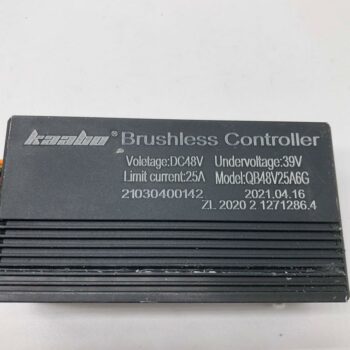 kaabo® Brushless Controller
Voletage:DC48V Undervoltage:39V
Limit current:25A Model:QB48V25A6G
21030400142 2021.04.16
ZL 2020 2 1271286.4